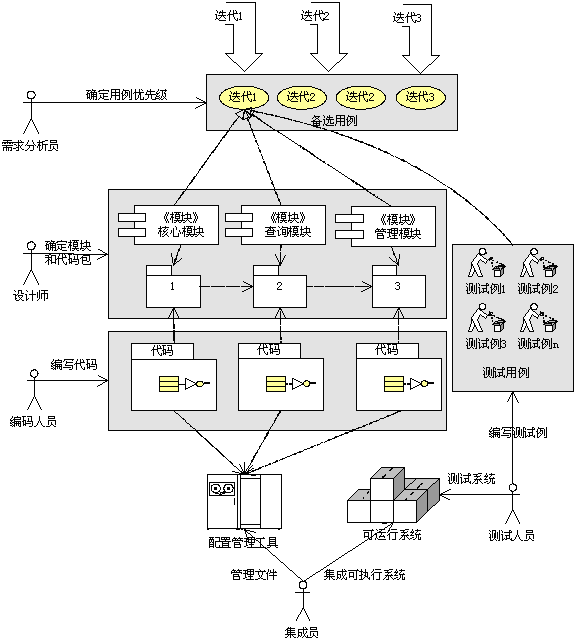 迭代1
迭代2
迭代3
确定用例优先级
迭代1
迭代2
迭代2
迭代3
备选用例
需求分析员
《模块》
核心模块
《模块》
查询模块
《模块》
管理模块
确定模块
和代码包
设计师
1
2
3
测试例1
测试例2
测试例3
测试例n
测试用例
代码
代码
代码
编写代码
编码人员
编写测试例
测试系统
配置管理工具
可运行系统
测试人员
管理文件
集成可执行系统
集成员